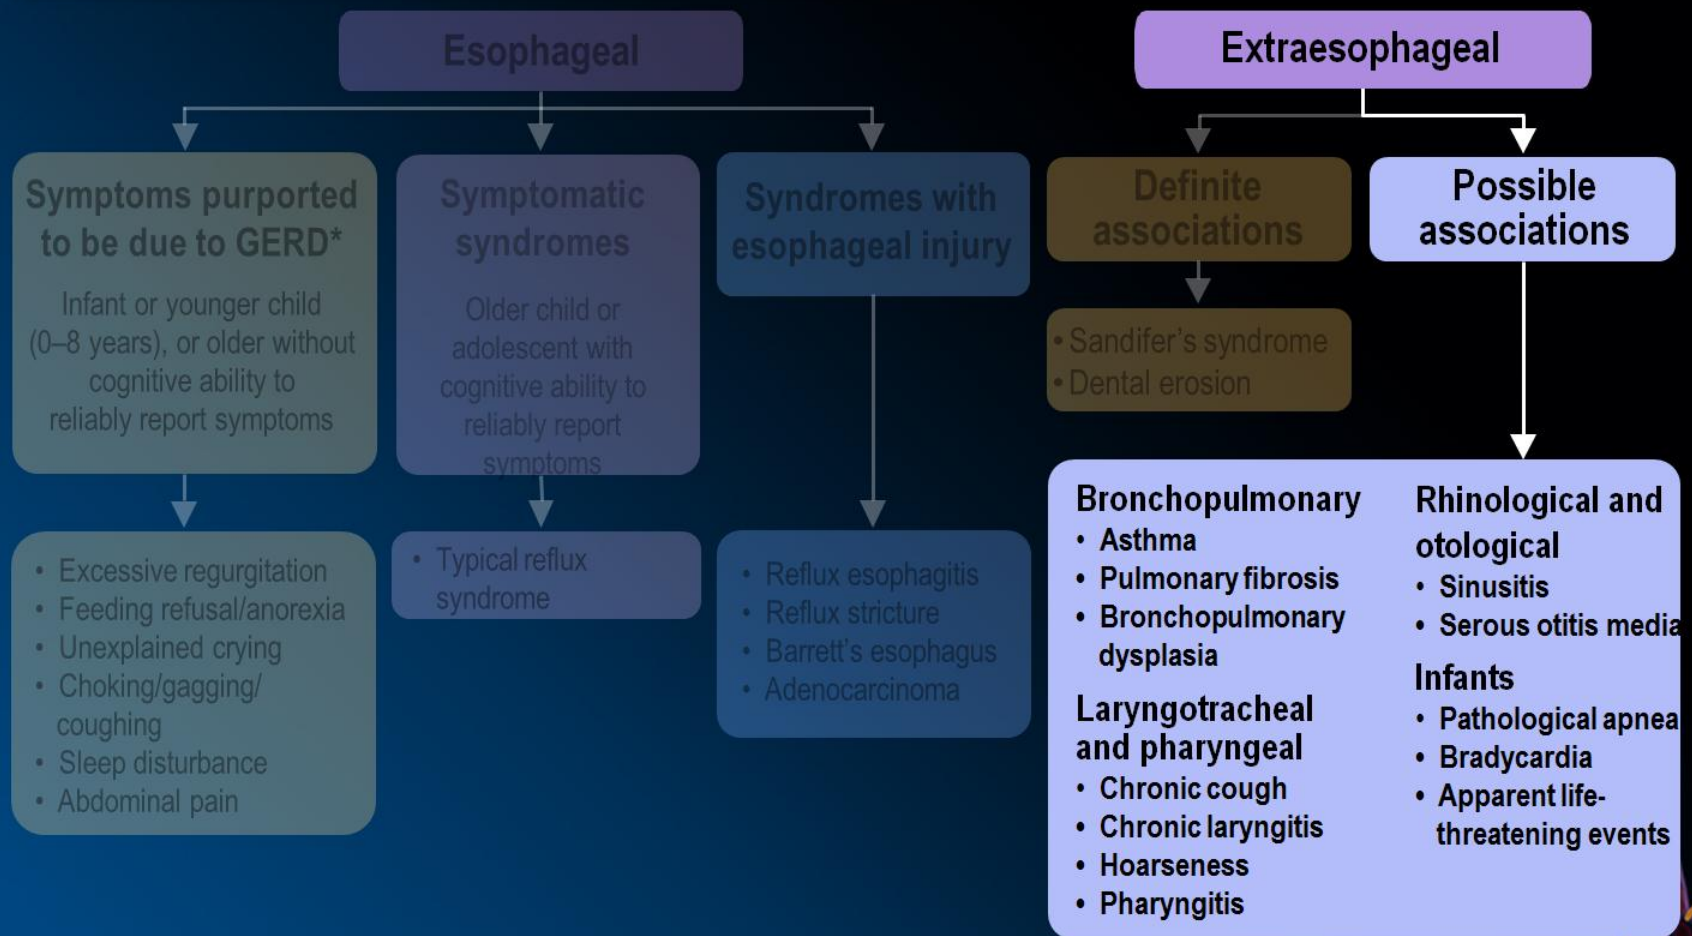 Esophageal
Symptoms purported
to be due to GERD*
Infant or younger child
(0–8 years), or older without
cognitive ability to
reliably report symptoms
• Excessive regurgitation
• Feeding refusal/anorexia
• Unexplained crying
• Choking/gagging/
coughing
• Sleep disturbance
• Abdominal pain
Symptomatic
syndromes
Older child or
adolescent with
cognitive ability to
reliably report
symptoms
• Typical reflux
syndrome
Syndromes with
esophageal injury
• Reflux esophagitis
• Reflux stricture
• Barrett’s esophagus
• Adenocarcinoma
Extraesophageal
Definite
associations
• Sandifer’s syndrome
• Dental erosion
Possible
associations
Bronchopulmonary
• Asthma
• Pulmonary fibrosis
• Bronchopulmonary
dysplasia
Laryngotracheal
and pharyngeal
• Chronic cough
• Chronic laryngitis
• Hoarseness
• Pharyngitis
Rhinological and
otological
• Sinusitis
• Serous otitis media
Infants
• Pathological apnea
• Bradycardia
• Apparent life-
threatening events